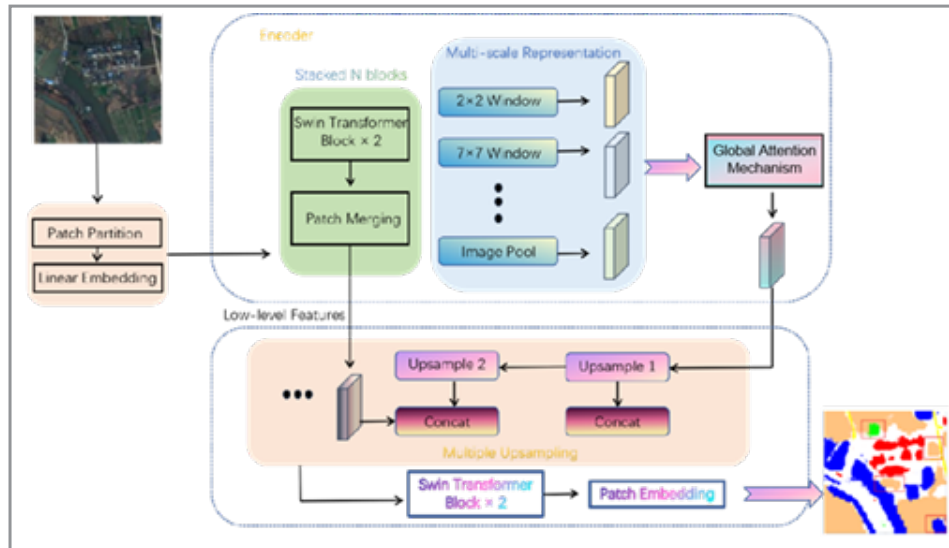 Encoder
Multi-scale Representation
Stacked N blocks
2×2 Window
Swin Transformer
Block × 2
7×7 Window
Global Attention
Mechanism
Patch Merging
Patch Partition
Image Pool
Linear Embedding
Low-level Features
Upsample 2
Upsample 1
Concat
Concat
Multiple Upsampling
Swin Transformer
Block × 2
Patch Embedding